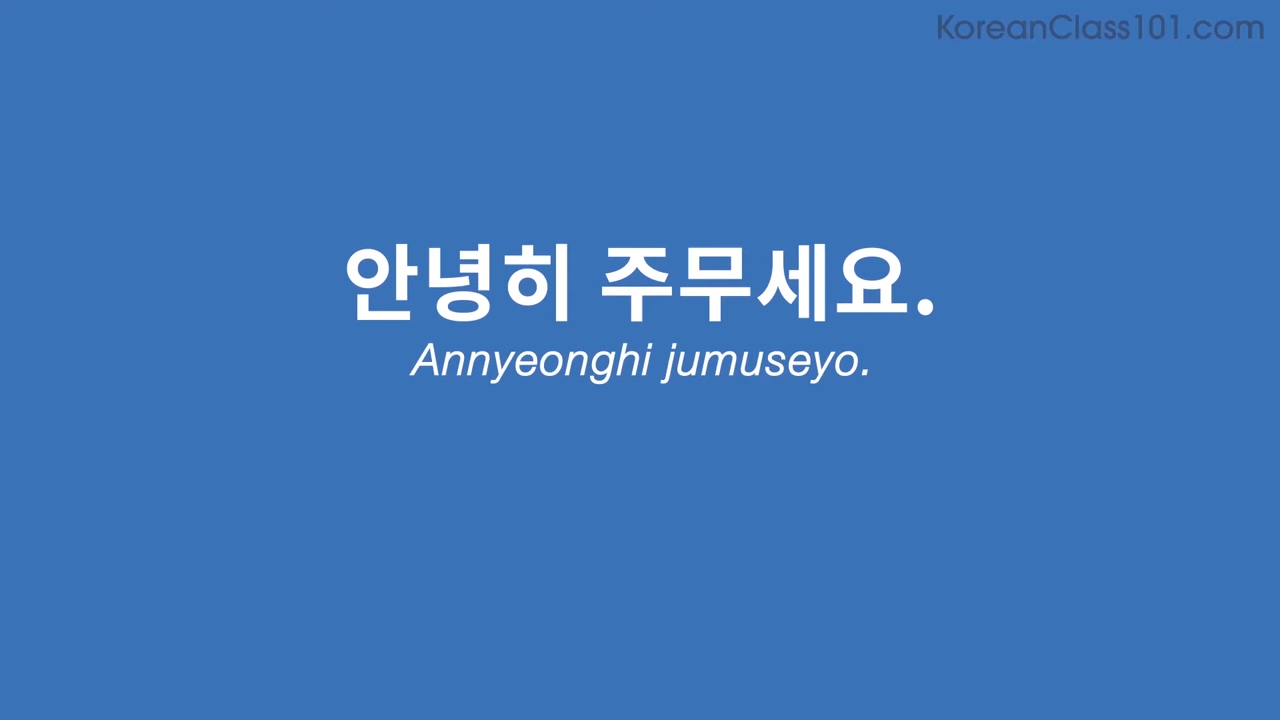 KoreanClass101.com
안녕히 주무세요.
Annyeonghi jumuseyo.